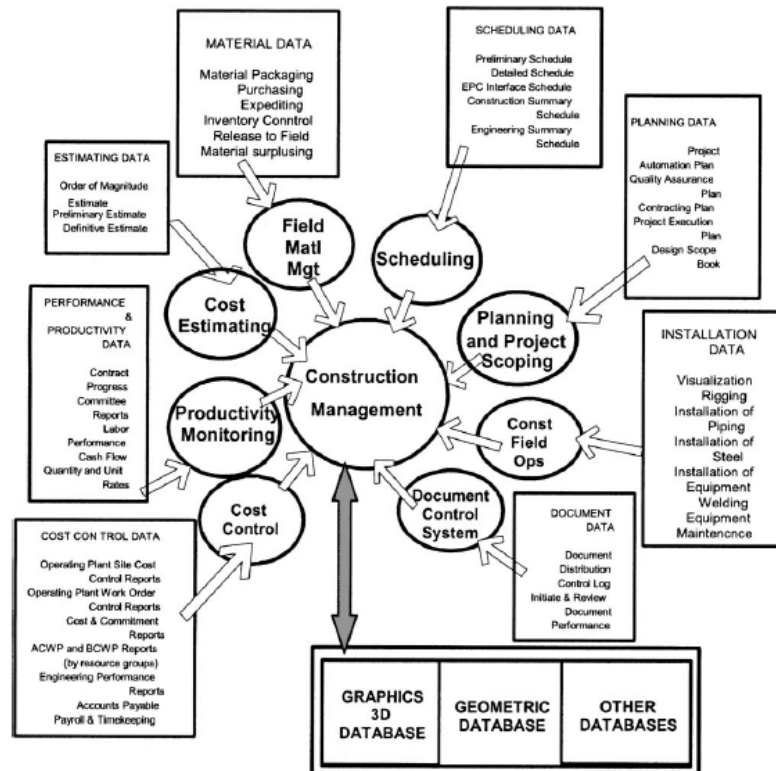 MATERIAL DATA
Material Packaging
Purchasing
Expediting
Inventory Conntrol
Release to Field
Material surplusing
SCHEDULING DATA
Preliminary Schedule
Detailed Schedule
EPC Interface Schedule
Construction Summary
Schedule
Engineering Summary
Schedule
PLANNING DATA
Project
Automation Plan
Quality Assurance
Plan
Contracting Plan
Project Execution
Plan
Design Scope
Book
ESTIMATING DATA
Order of Magnitude
Estimate
Preliminary Estimate
Definitive Estimate
Field
Matl
Mgt
Scheduling
Cost
Estimating
Planning
and Project
Scoping
PERFORMANCE
&
PRODUCTIVITY
DATA
Contract
Progress
Committee
Reports
Labor
Performance
Cash Flow
Quantity and Unit
Rates
Construction
Management
Productivity
Monitoring
Const
Field
Ops
INSTALLATION
DATA
Visualization
Rigging
Installation of
Piping
Installation of
Steel
Installation of
Equipment
Welding
Equipment
Maintencnce
Cost
Control
Document
Control
System
COST CON TROL DATA
Operating Plant Site Cost
Control Reports
Operating Plant Work Order
Control Reports
Cost & Commitment
Reports
ACWP and BCWP Reports
(by resource groups)
Engineering Performance
Reports
Accounts Payable
Payroll & Timekeeping
DOCUMENT
DATA
Document
Distribution
Control Log
Initiate & Review
Document
Performance
GRAPHICS
3D
DATABASE
GEOMETRIC
DATABASE
OTHER
DATABASES